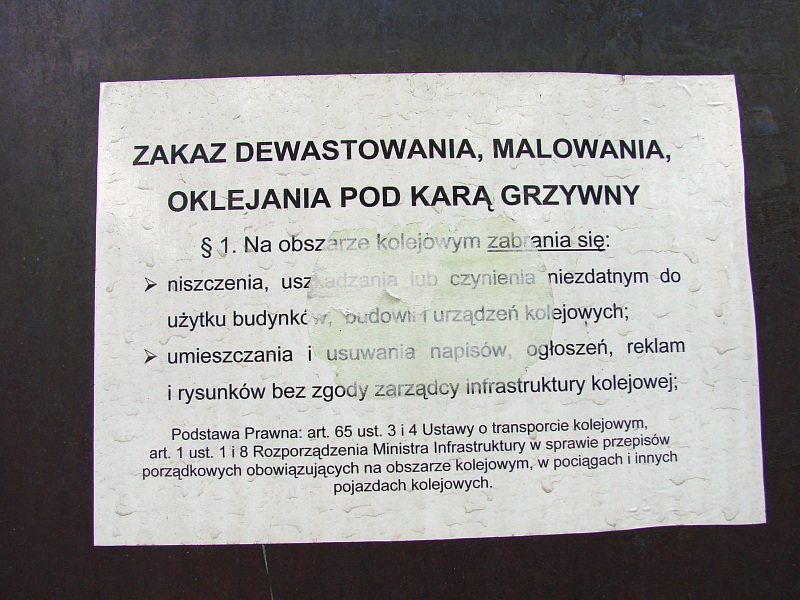 ZAKAZ DEWASTOWANIA, MALOWANIA,
OKLEJANIA POD KARĄ GRZYWNY
§ 1. Na obszarze kolejowym zabrania się:
➢ niszczenia, uszkadzania lub czynienia niezdatnym do
użytku budynków, budowli i urządzeń kolejowych;
➢ umieszczania i usuwania napisów, ogłoszeń, reklam
i rysunków bez zgody zarządcy infrastruktury kolejowej;
Podstawa Prawna: art. 65 ust. 3 i 4 Ustawy o transporcie kolejowym,
art. 1 ust. 1 i 8 Rozporządzenia Ministra Infrastruktury w sprawie przepisów
porządkowych obowiązujących na obszarze kolejowym, w pociągach i innych
pojazdach kolejowych.